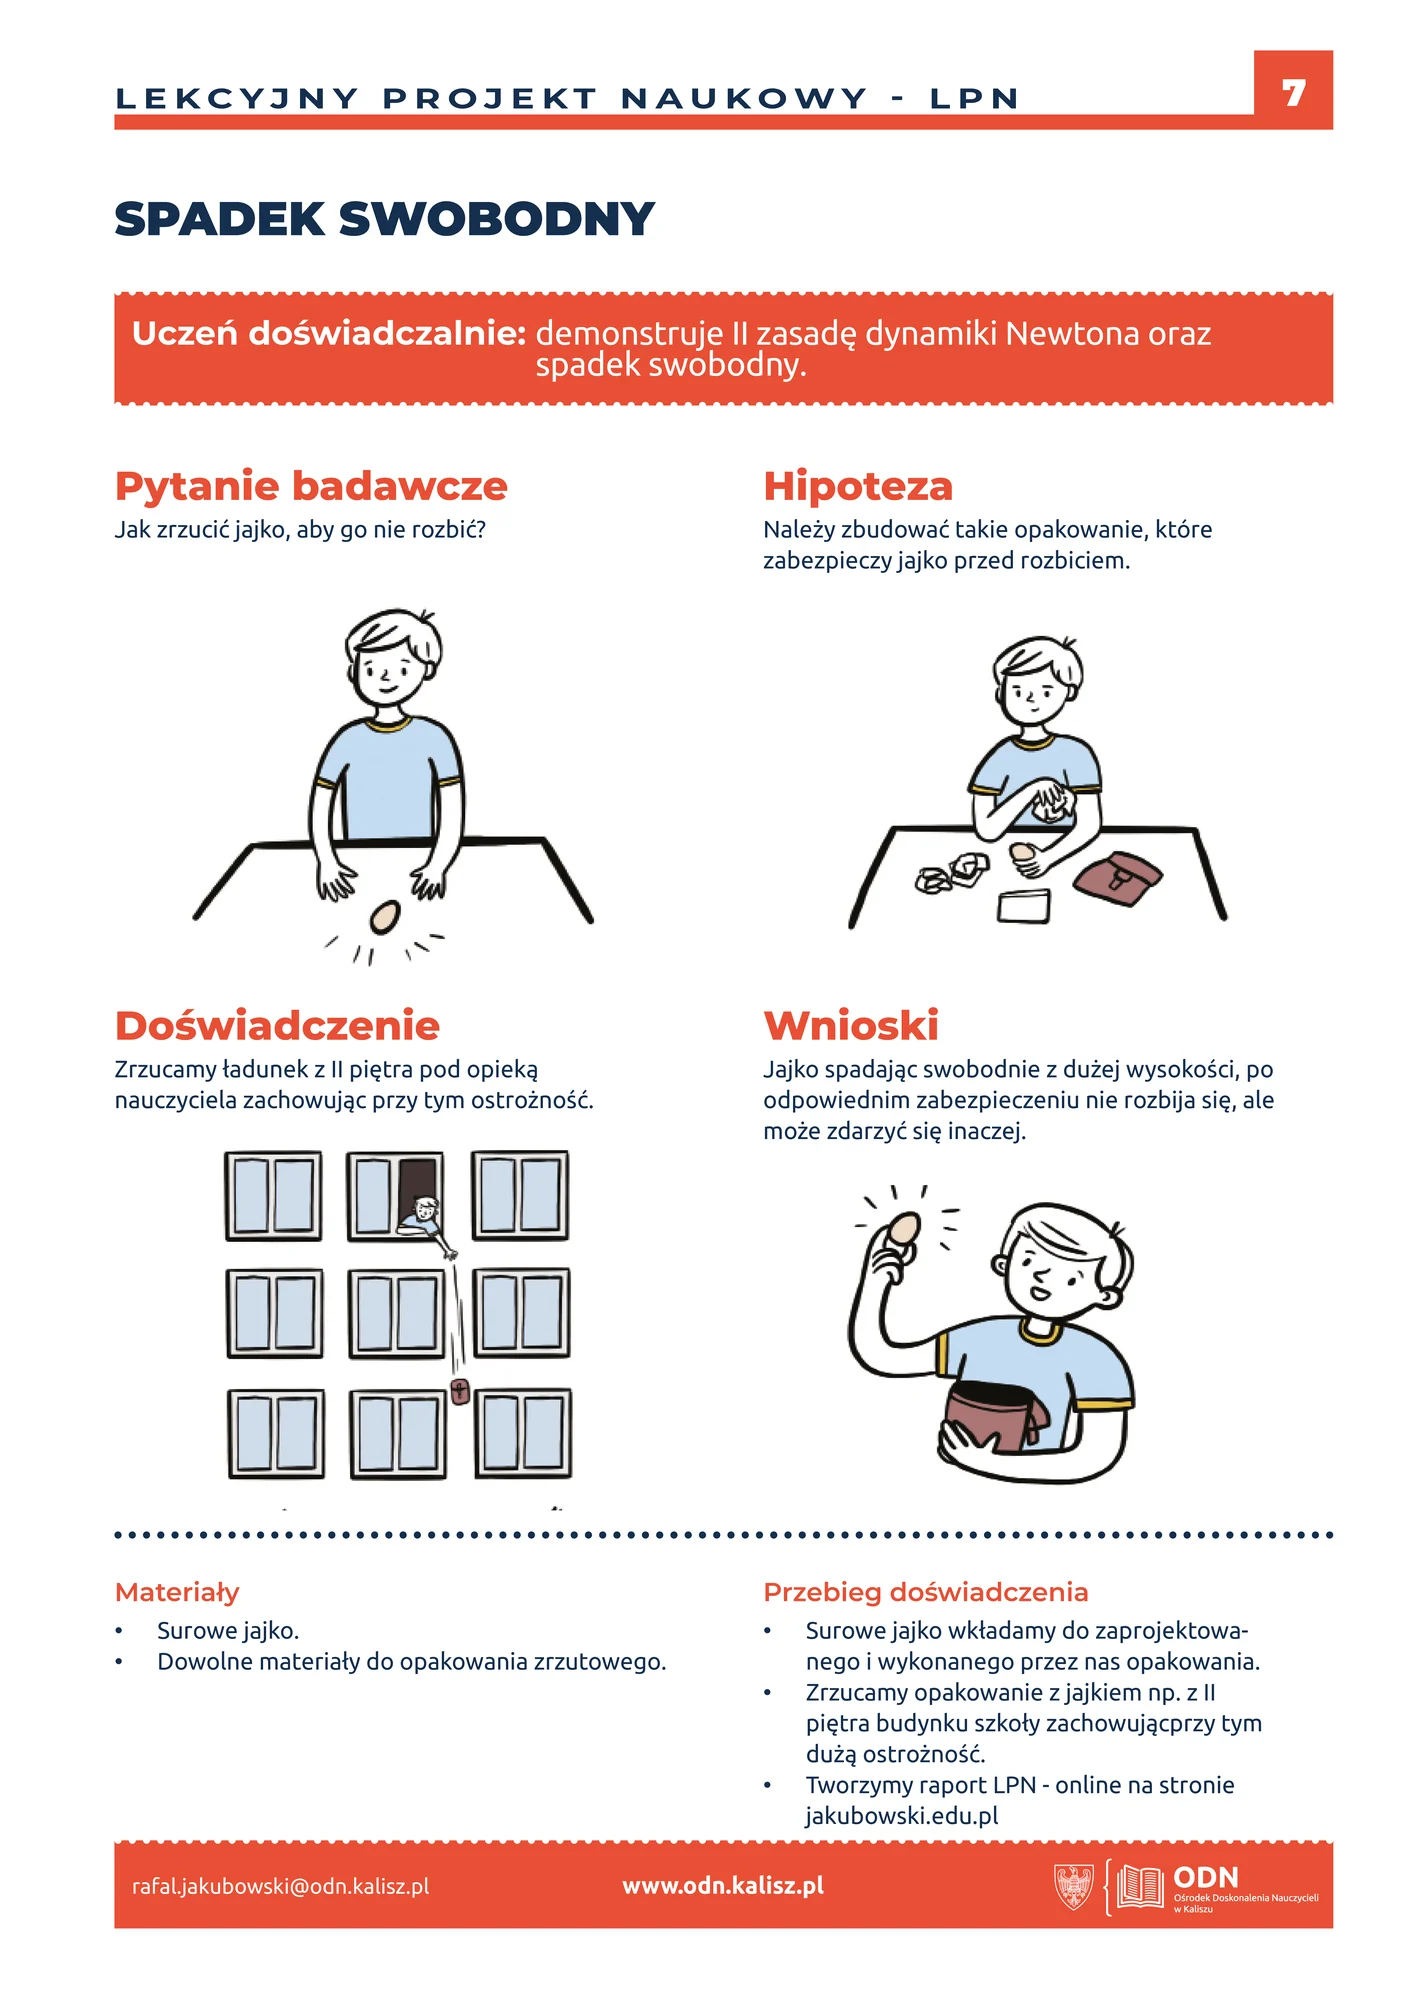 LEKCYJNY PROJEKT NAUKOWY - LPN
7
SPADEK SWOBODNY
Uczeń doświadczalnie: demonstruje II zasadę dynamiki Newtona oraz
spadek swobodny.
Pytanie badawcze
Jak zrzucić jajko, aby go nie rozbić?
Hipoteza
Należy zbudować takie opakowanie, które
zabezpieczy jajko przed rozbiciem.
Doświadczenie
Zrzucamy ładunek z II piętra pod opieką
nauczyciela zachowując przy tym ostrożność.
Wnioski
Jajko spadając swobodnie z dużej wysokości, po
odpowiednim zabezpieczeniu nie rozbija się, ale
może zdarzyć się inaczej.
Materiały
• Surowe jajko.
• Dowolne materiały do opakowania zrzutowego.
Przebieg doświadczenia
• Surowe jajko wkładamy do zaprojektowa-
nego i wykonanego przez nas opakowania.
• Zrzucamy opakowanie z jajkiem np. z II
piętra budynku szkoły zachowującprzy tym
dużą ostrożność.
• Tworzymy raport LPN - online na stronie
jakubowski.edu.pl
rafal.jakubowski@odn.kalisz.pl
www.odn.kalisz.pl
ODN
Ośrodek Doskonalenia Nauczycieli
w Kaliszu